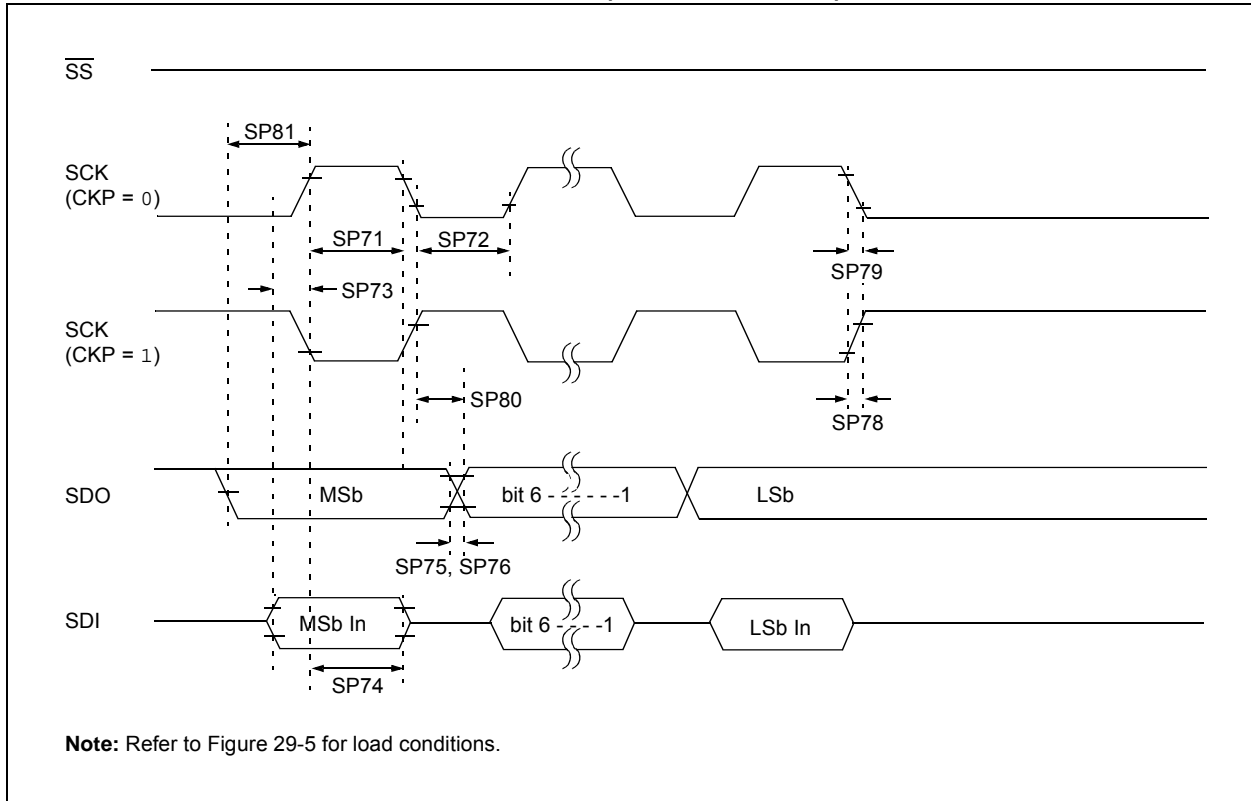 SS
SP81
SCK
(CKP = 0)
SP71
SP72
SP79
SP73
SCK
(CKP = 1)
SP80
SP78
SDO
MSb
bit 6 - - - - - -1
LSb
SP75, SP76
SDI
MSb In
bit 6 - - - -1
LSb In
SP74
Note: Refer to Figure 29-5 for load conditions.